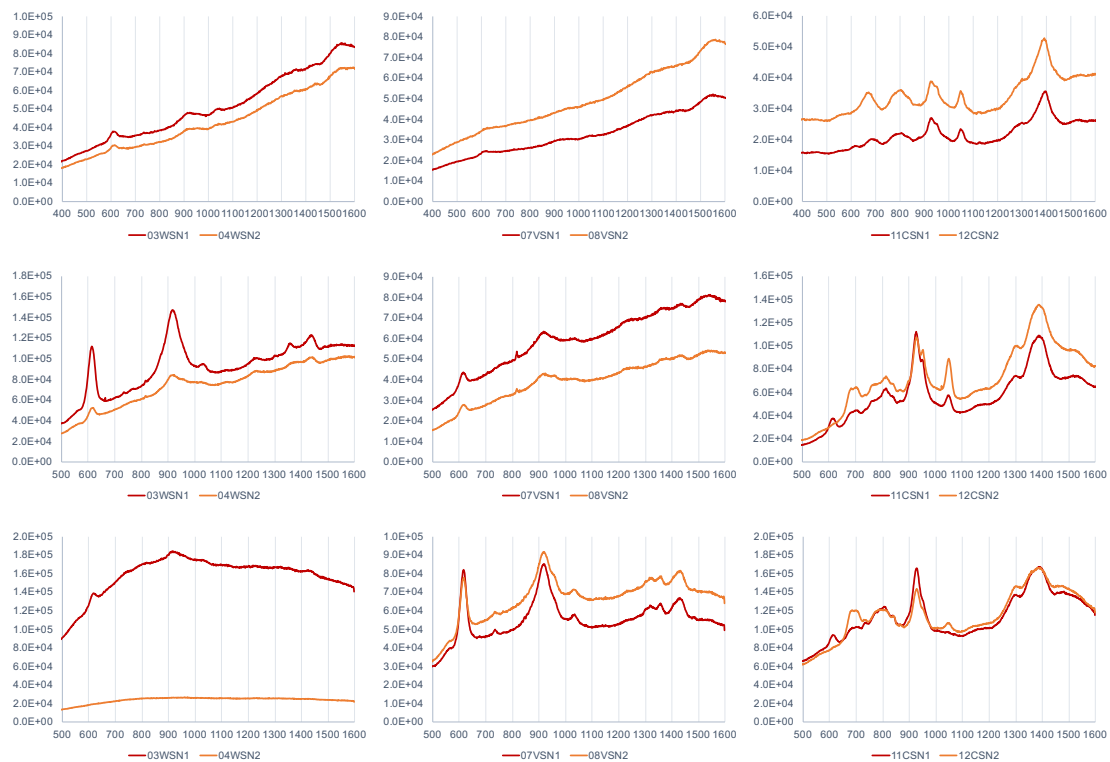 1.0E+05
9.0E+04
8.0E+04
7.0E+04
6.0E+04
5.0E+04
4.0E+04
3.0E+04
2.0E+04
1.0E+04
0.0E+00
400 500 600 700 800 900 1000 1100 1200 1300 1400 1500 1600
03WSN1 04WSN2
9.0E+04
8.0E+04
7.0E+04
6.0E+04
5.0E+04
4.0E+04
3.0E+04
2.0E+04
1.0E+04
0.0E+00
400 500 600 700 800 900 1000 1100 1200 1300 1400 1500 1600
07VSN1 08VSN2
6.0E+04
5.0E+04
4.0E+04
3.0E+04
2.0E+04
1.0E+04
0.0E+00
400 500 600 700 800 900 1000 1100 1200 1300 1400 1500 1600
11CSN1 12CSN2
1.8E+05
1.6E+05
1.4E+05
1.2E+05
1.0E+05
8.0E+04
6.0E+04
4.0E+04
2.0E+04
0.0E+00
500 600 700 800 900 1000 1100 1200 1300 1400 1500 1600
03WSN1 04WSN2
9.0E+04
8.0E+04
7.0E+04
6.0E+04
5.0E+04
4.0E+04
3.0E+04
2.0E+04
1.0E+04
0.0E+00
500 600 700 800 900 1000 1100 1200 1300 1400 1500 1600
07VSN1 08VSN2
1.6E+05
1.4E+05
1.2E+05
1.0E+05
8.0E+04
6.0E+04
4.0E+04
2.0E+04
0.0E+00
500 600 700 800 900 1000 1100 1200 1300 1400 1500 1600
11CSN1 12CSN2
2.0E+05
1.8E+05
1.6E+05
1.4E+05
1.2E+05
1.0E+05
8.0E+04
6.0E+04
4.0E+04
2.0E+04
0.0E+00
500 600 700 800 900 1000 1100 1200 1300 1400 1500 1600
03WSN1 04WSN2
1.0E+05
9.0E+04
8.0E+04
7.0E+04
6.0E+04
5.0E+04
4.0E+04
3.0E+04
2.0E+04
1.0E+04
0.0E+00
500 600 700 800 900 1000 1100 1200 1300 1400 1500 1600
07VSN1 08VSN2
2.0E+05
1.8E+05
1.6E+05
1.4E+05
1.2E+05
1.0E+05
8.0E+04
6.0E+04
4.0E+04
2.0E+04
0.0E+00
500 600 700 800 900 1000 1100 1200 1300 1400 1500 1600
11CSN1 12CSN2